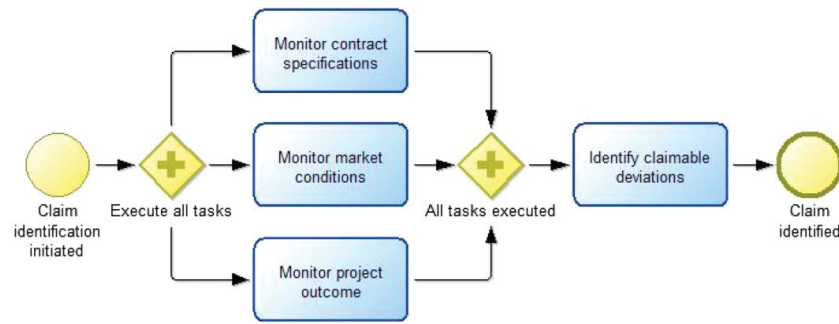 Monitor contract
specifications
Monitor market
conditions
Identify claimable
deviations
Claim
identification
initiated
Execute all tasks
All tasks executed
Claim
identified
Monitor project
outcome